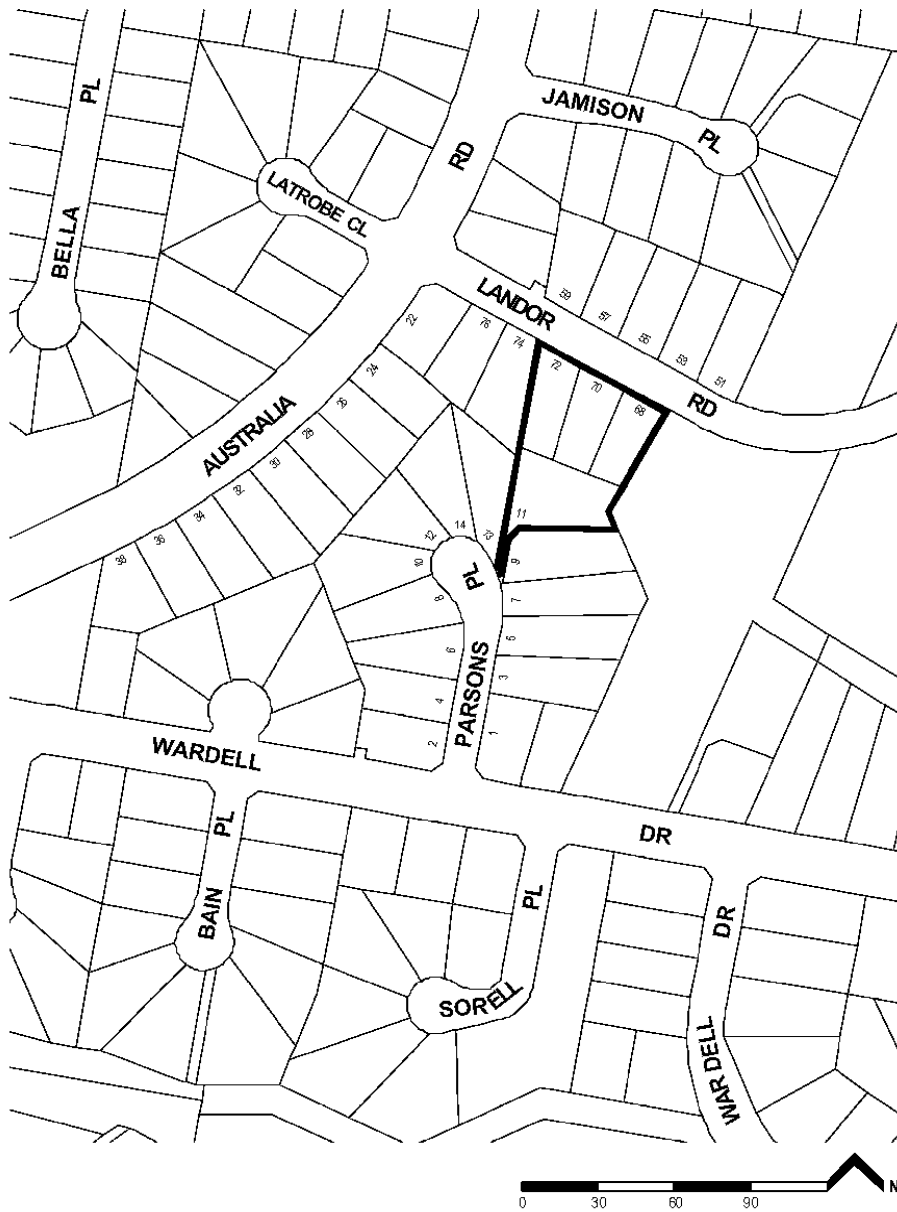 JAMISON
PL
BELLA
PL
RD
LATROBE CL
LANDOR
RD
59
57
55
53
51
22
76
74
72
70
68
24
26
28
30
32
34
36
38
AUSTRALIA
11
12
14
13
10
9
8
PL
7
6
5
4
3
2
1
PARSONS
WARDELL
DR
BAIN
PL
PL
SORELL
DR
WARDELL
N
0
30
60
90